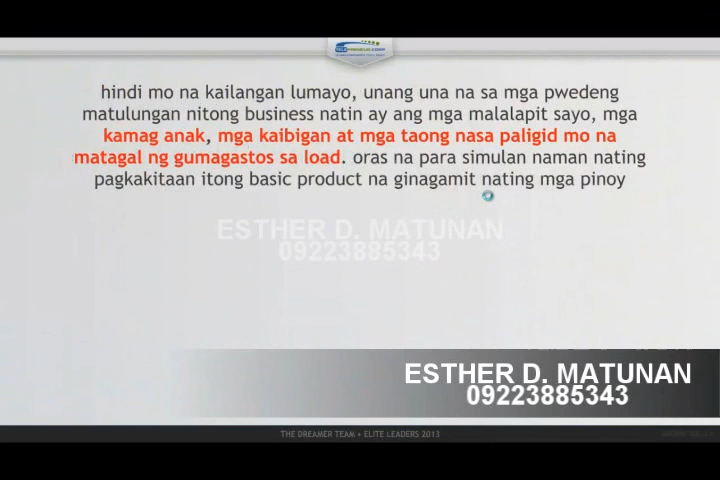 hindi mo na kailangan lumayo, unang una na sa mga pwedeng
matulungan nitong business natin ay ang mga malalapit sayo, mga
kamag anak, mga kaibigan at mga taong nasa paligid mo na
matagal ng gumagastos sa load. oras na para simulan naman nating
pagkakitaan itong basic product na ginagamit nating mga pinoy
ESTHER D. MATUNAN
09223885343
ESTHER D. MATUNAN
09223885343
THE DREAMER TEAM • ELITE LEADERS 2013